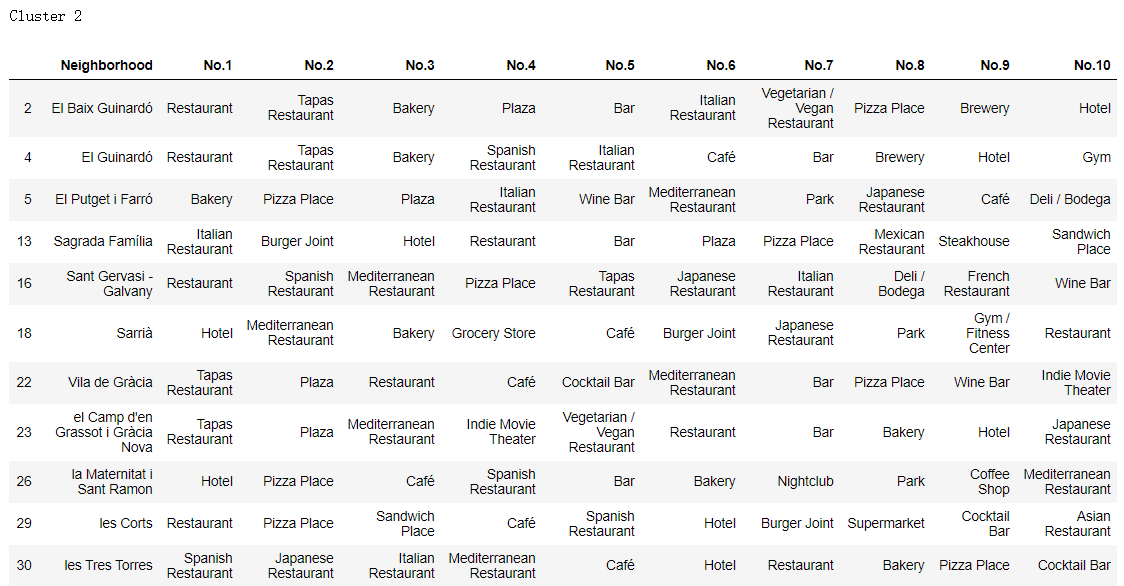 Cluster 2
Neighborhood No.1 No.2 No.3 No.4 No.5 No.6 No.7 No.8 No.9 No.10
2 El Baix Guinardó Restaurant Tapas Restaurant Bakery Plaza Bar Italian Restaurant Vegetarian / Vegan Restaurant Pizza Place Brewery Hotel
4 El Guinardó Restaurant Tapas Restaurant Bakery Spanish Restaurant Italian Restaurant Café Bar Brewery Hotel Gym
5 El Putget i Farró Bakery Pizza Place Plaza Italian Restaurant Wine Bar Mediterranean Restaurant Park Japanese Restaurant Café Deli / Bodega
13 Sagrada Família Italian Restaurant Burger Joint Hotel Restaurant Bar Plaza Pizza Place Mexican Restaurant Steakhouse Sandwich Place
16 Sant Gervasi - Galvany Restaurant Spanish Restaurant Mediterranean Restaurant Pizza Place Tapas Restaurant Japanese Restaurant Italian Restaurant Deli / Bodega French Restaurant Wine Bar
18 Sarrià Hotel Mediterranean Restaurant Bakery Grocery Store Café Burger Joint Japanese Restaurant Park Gym / Fitness Center Restaurant
22 Vila de Gràcia Tapas Restaurant Plaza Restaurant Café Cocktail Bar Mediterranean Restaurant Bar Pizza Place Wine Bar Indie Movie Theater
23 el Camp d'en Grassot i Gràcia Nova Tapas Restaurant Plaza Mediterranean Restaurant Indie Movie Theater Vegetarian / Vegan Restaurant Restaurant Bar Bakery Hotel Japanese Restaurant
26 la Maternitat i Sant Ramon Hotel Pizza Place Café Spanish Restaurant Bar Bakery Nightclub Park Coffee Shop Mediterranean Restaurant
29 les Corts Restaurant Pizza Place Sandwich Place Café Spanish Restaurant Hotel Burger Joint Supermarket Cocktail Bar Asian Restaurant
30 les Tres Torres Spanish Restaurant Japanese Restaurant Italian Restaurant Mediterranean Restaurant Café Hotel Restaurant Bakery Pizza Place Cocktail Bar